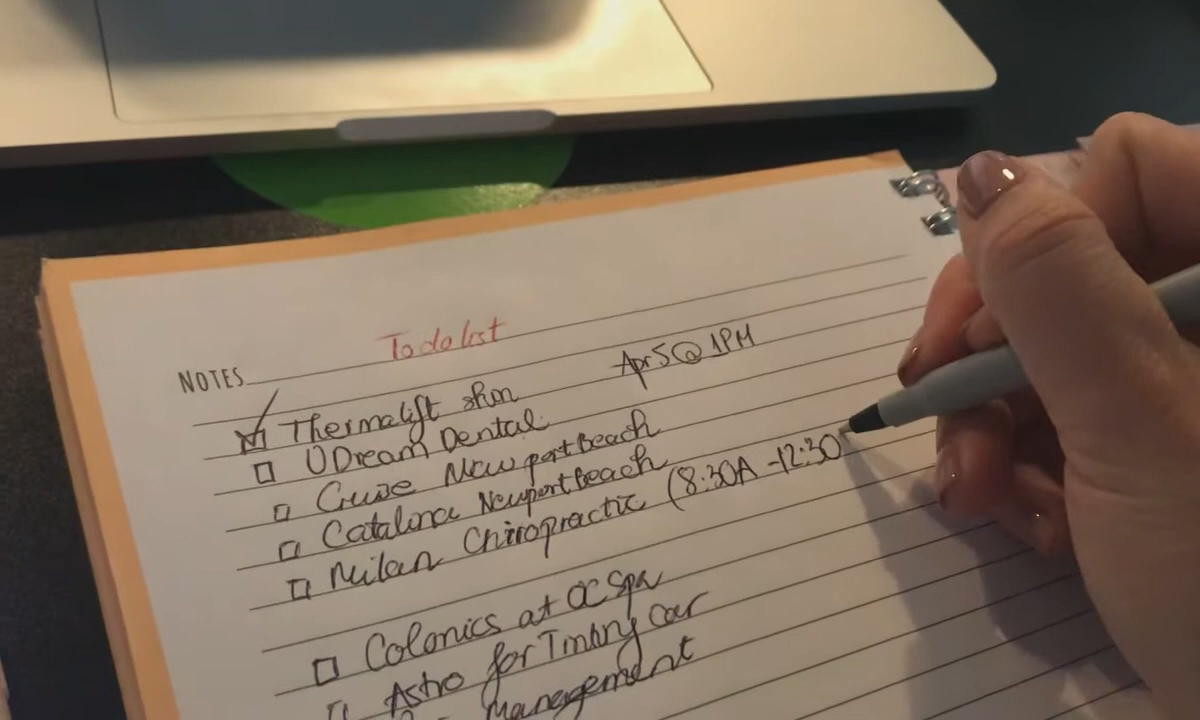 To do list
NOTES
Thermalift skin Apr 5 @ 1PM
UDream Dental
Cruise Newport Beach
Catalina Newport Beach
Milan Chiropractic (8:30A - 12:30
Colonics at OC Spa
Astro for Tinting Car
Management